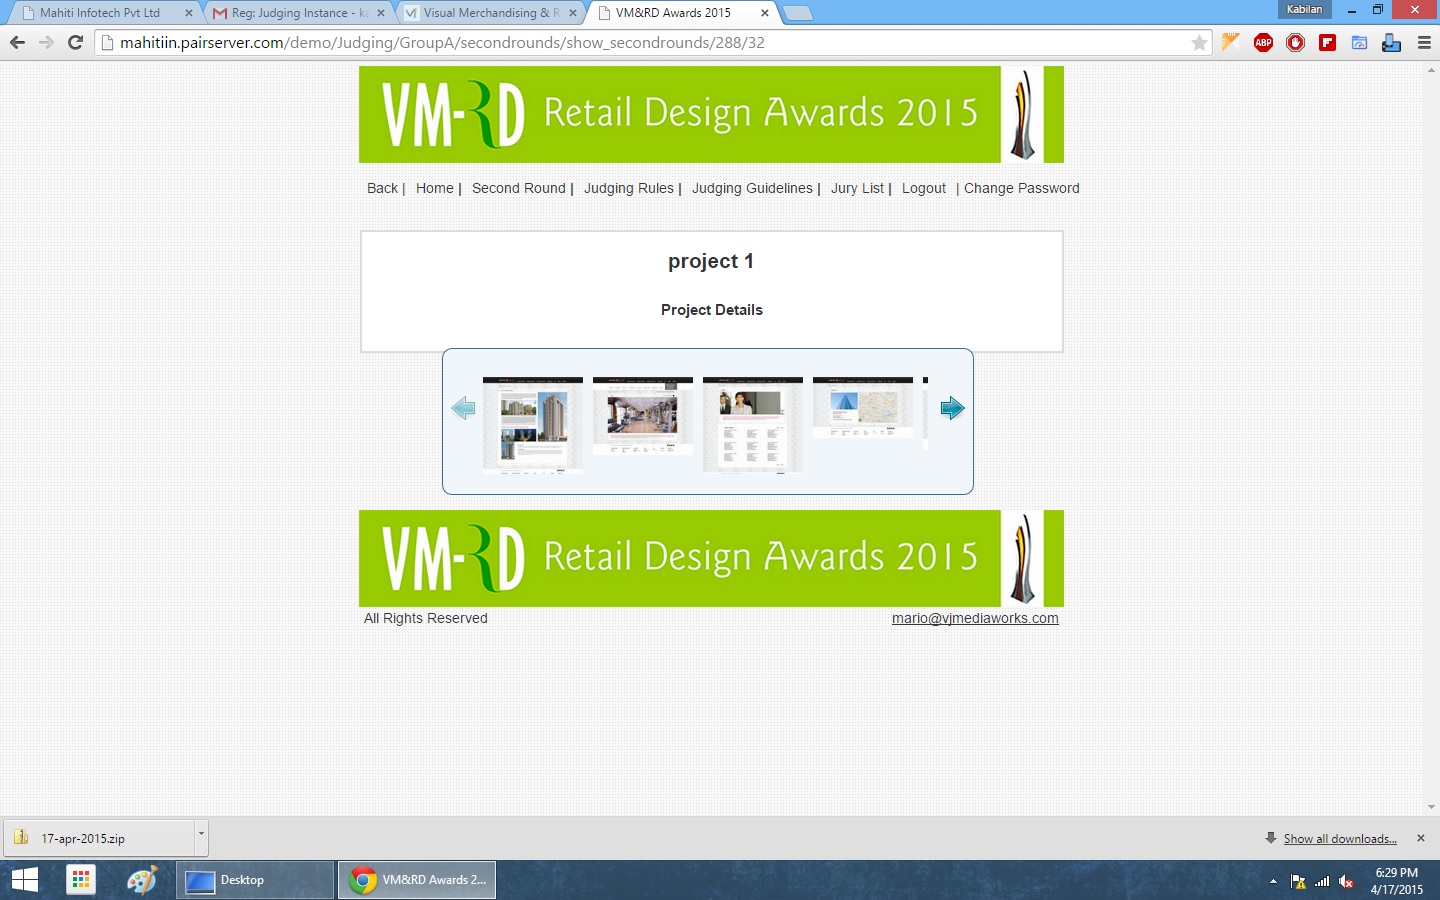 Mahiti Infotech Pvt Ltd
Reg: Judging Instance - ka
Visual Merchandising & R
VM&RD Awards 2015
Kabilan
mahitiin.pairserver.com/demo/Judging/GroupA/secondrounds/show_secondrounds/288/32
ABP
VM-RD Retail Design Awards 2015
Back | Home | Second Round | Judging Rules | Judging Guidelines | Jury List | Logout | Change Password
project 1
Project Details
VM-RD Retail Design Awards 2015
All Rights Reserved
mario@vjmediaworks.com
17-apr-2015.zip
Show all downloads...
Desktop
VM&RD Awards 2...
6:29 PM
4/17/2015